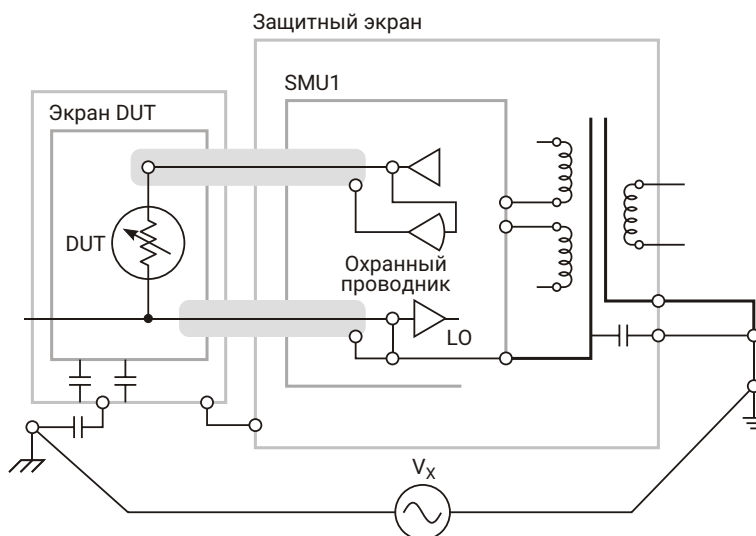 Защитный экран
SMU1
Экран DUT
DUT
Охранный
проводник
LO
VX